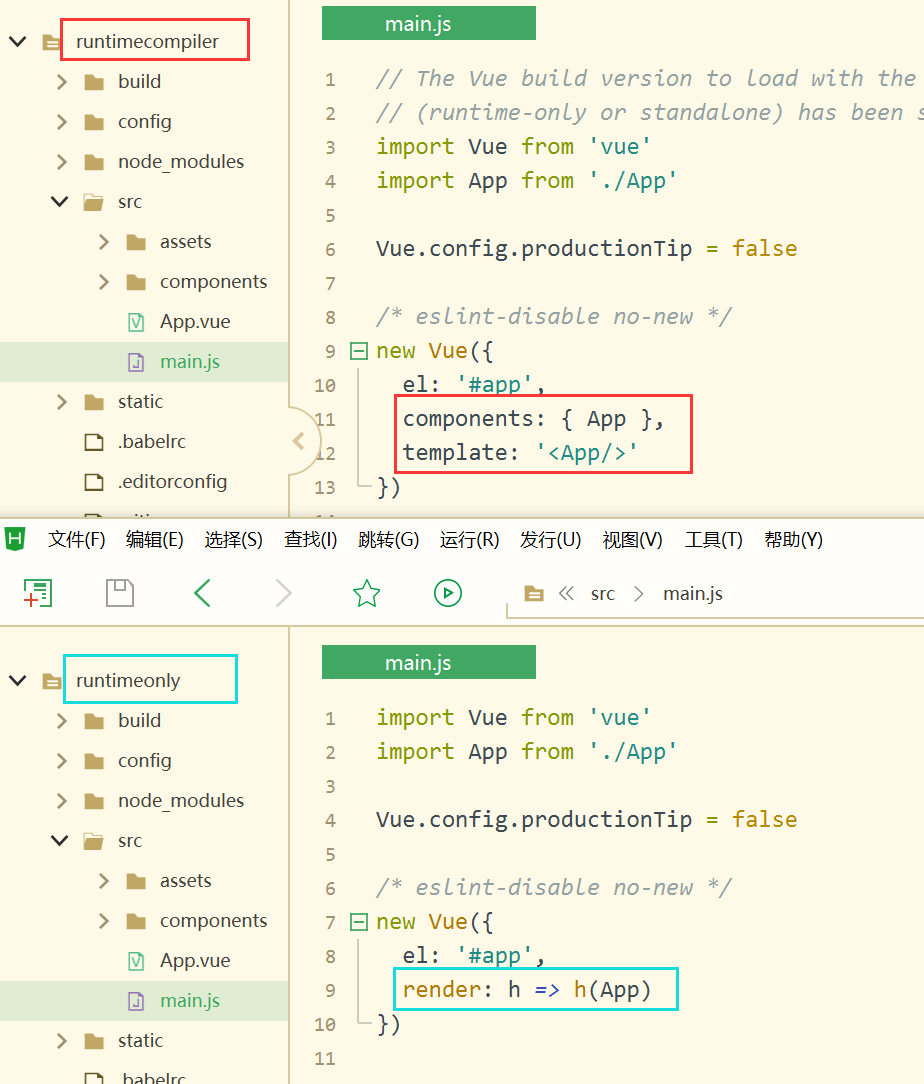 runtimecompiler
build
config
node_modules
src
assets
components
App.vue
main.js
static
.babelrc
.editorconfig
main.js
1 // The Vue build version to load with the
2 // (runtime-only or standalone) has been
3 import Vue from 'vue'
4 import App from './App'
5
6 Vue.config.productionTip = false
7
8 /* eslint-disable no-new */
9 new Vue({
10 el: '#app',
11 components: { App },
12 template: '<App/>'
13 })
H 文件(F) 编辑(E) 选择(S) 查找(I) 跳转(G) 运行(R) 发行(U) 视图(V) 工具(T) 帮助(Y)
src main.js
runtimeonly
build
config
node_modules
src
assets
components
App.vue
main.js
static
.babelrc
main.js
1 import Vue from 'vue'
2 import App from './App'
3
4 Vue.config.productionTip = false
5
6 /* eslint-disable no-new */
7 new Vue({
8 el: '#app',
9 render: h => h(App)
10 })
11